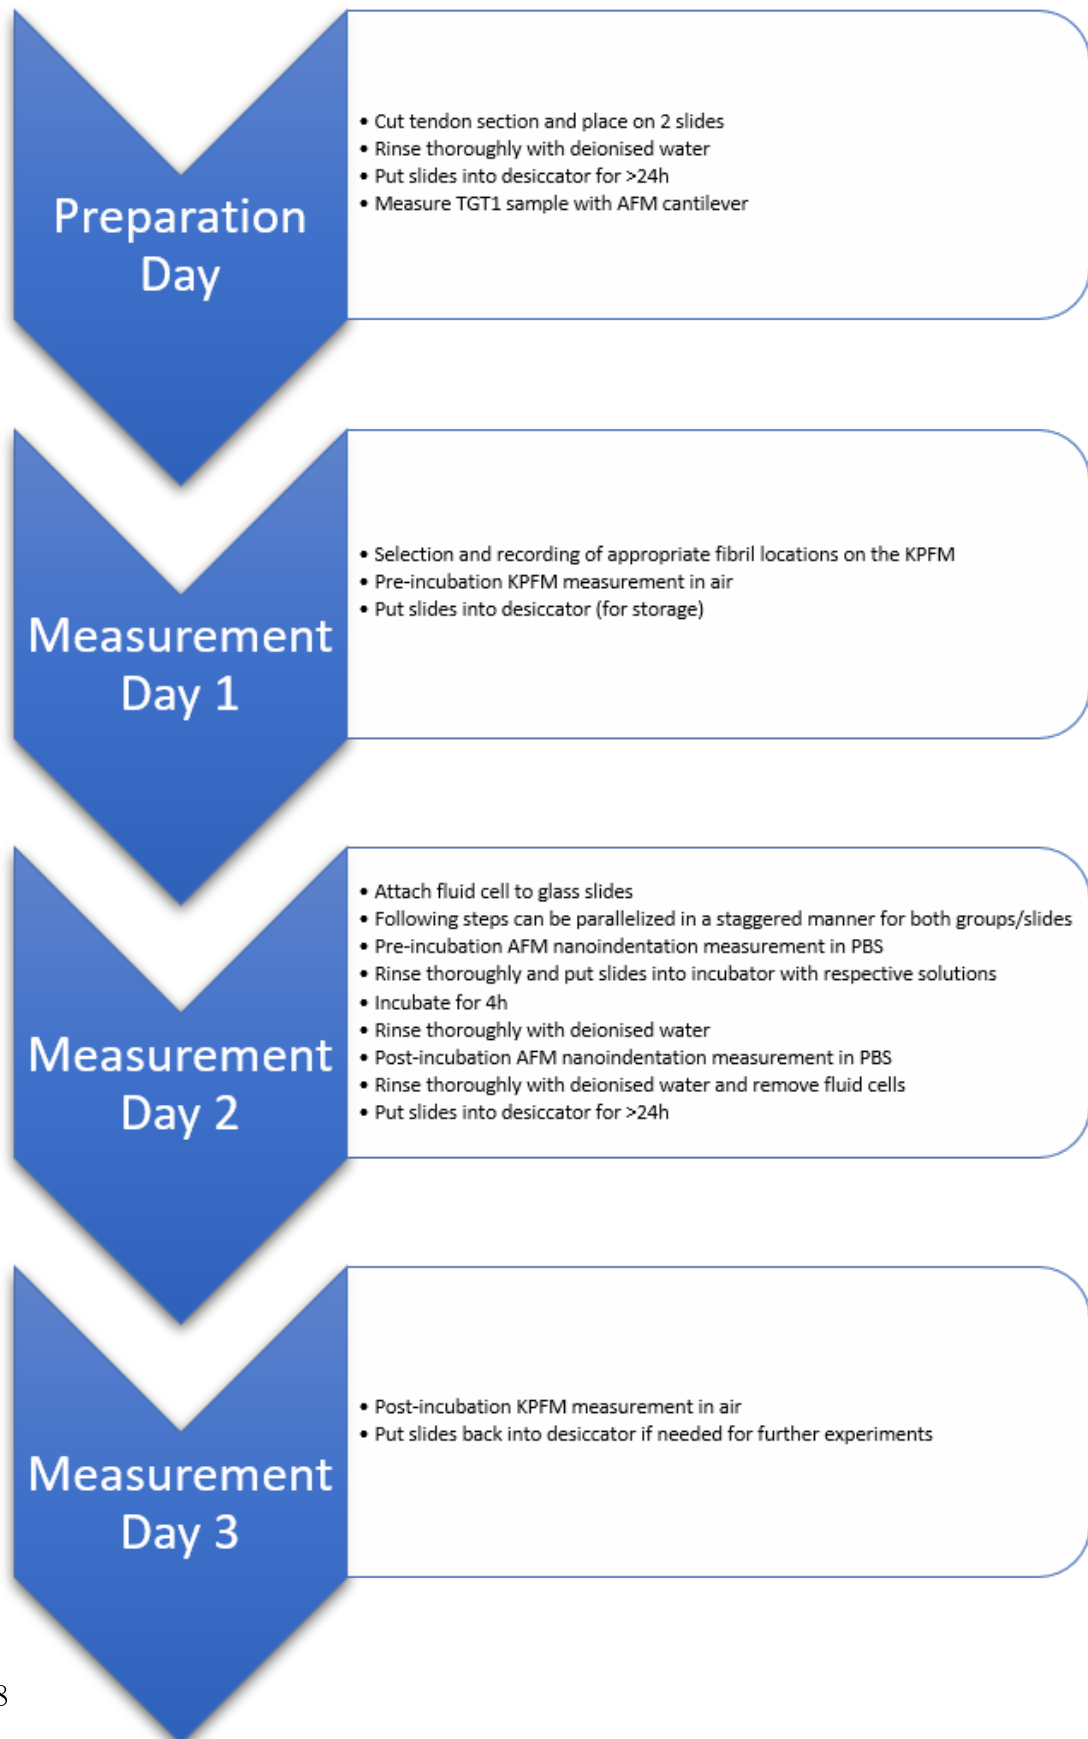 Preparation
Day
• Cut tendon section and place on 2 slides
• Rinse thoroughly with deionised water
• Put slides into desiccator for >24h
• Measure TGT1 sample with AFM cantilever
Measurement
Day 1
• Selection and recording of appropriate fibril locations on the KPFM
• Pre-incubation KPFM measurement in air
• Put slides into desiccator (for storage)
Measurement
Day 2
• Attach fluid cell to glass slides
• Following steps can be parallelized in a staggered manner for both groups/slides
• Pre-incubation AFM nanoindentation measurement in PBS
• Rinse thoroughly and put slides into incubator with respective solutions
• Incubate for 4h
• Rinse thoroughly with deionised water
• Post-incubation AFM nanoindentation measurement in PBS
• Rinse thoroughly with deionised water and remove fluid cells
• Put slides into desiccator for >24h
Measurement
Day 3
• Post-incubation KPFM measurement in air
• Put slides back into desiccator if needed for further experiments
8